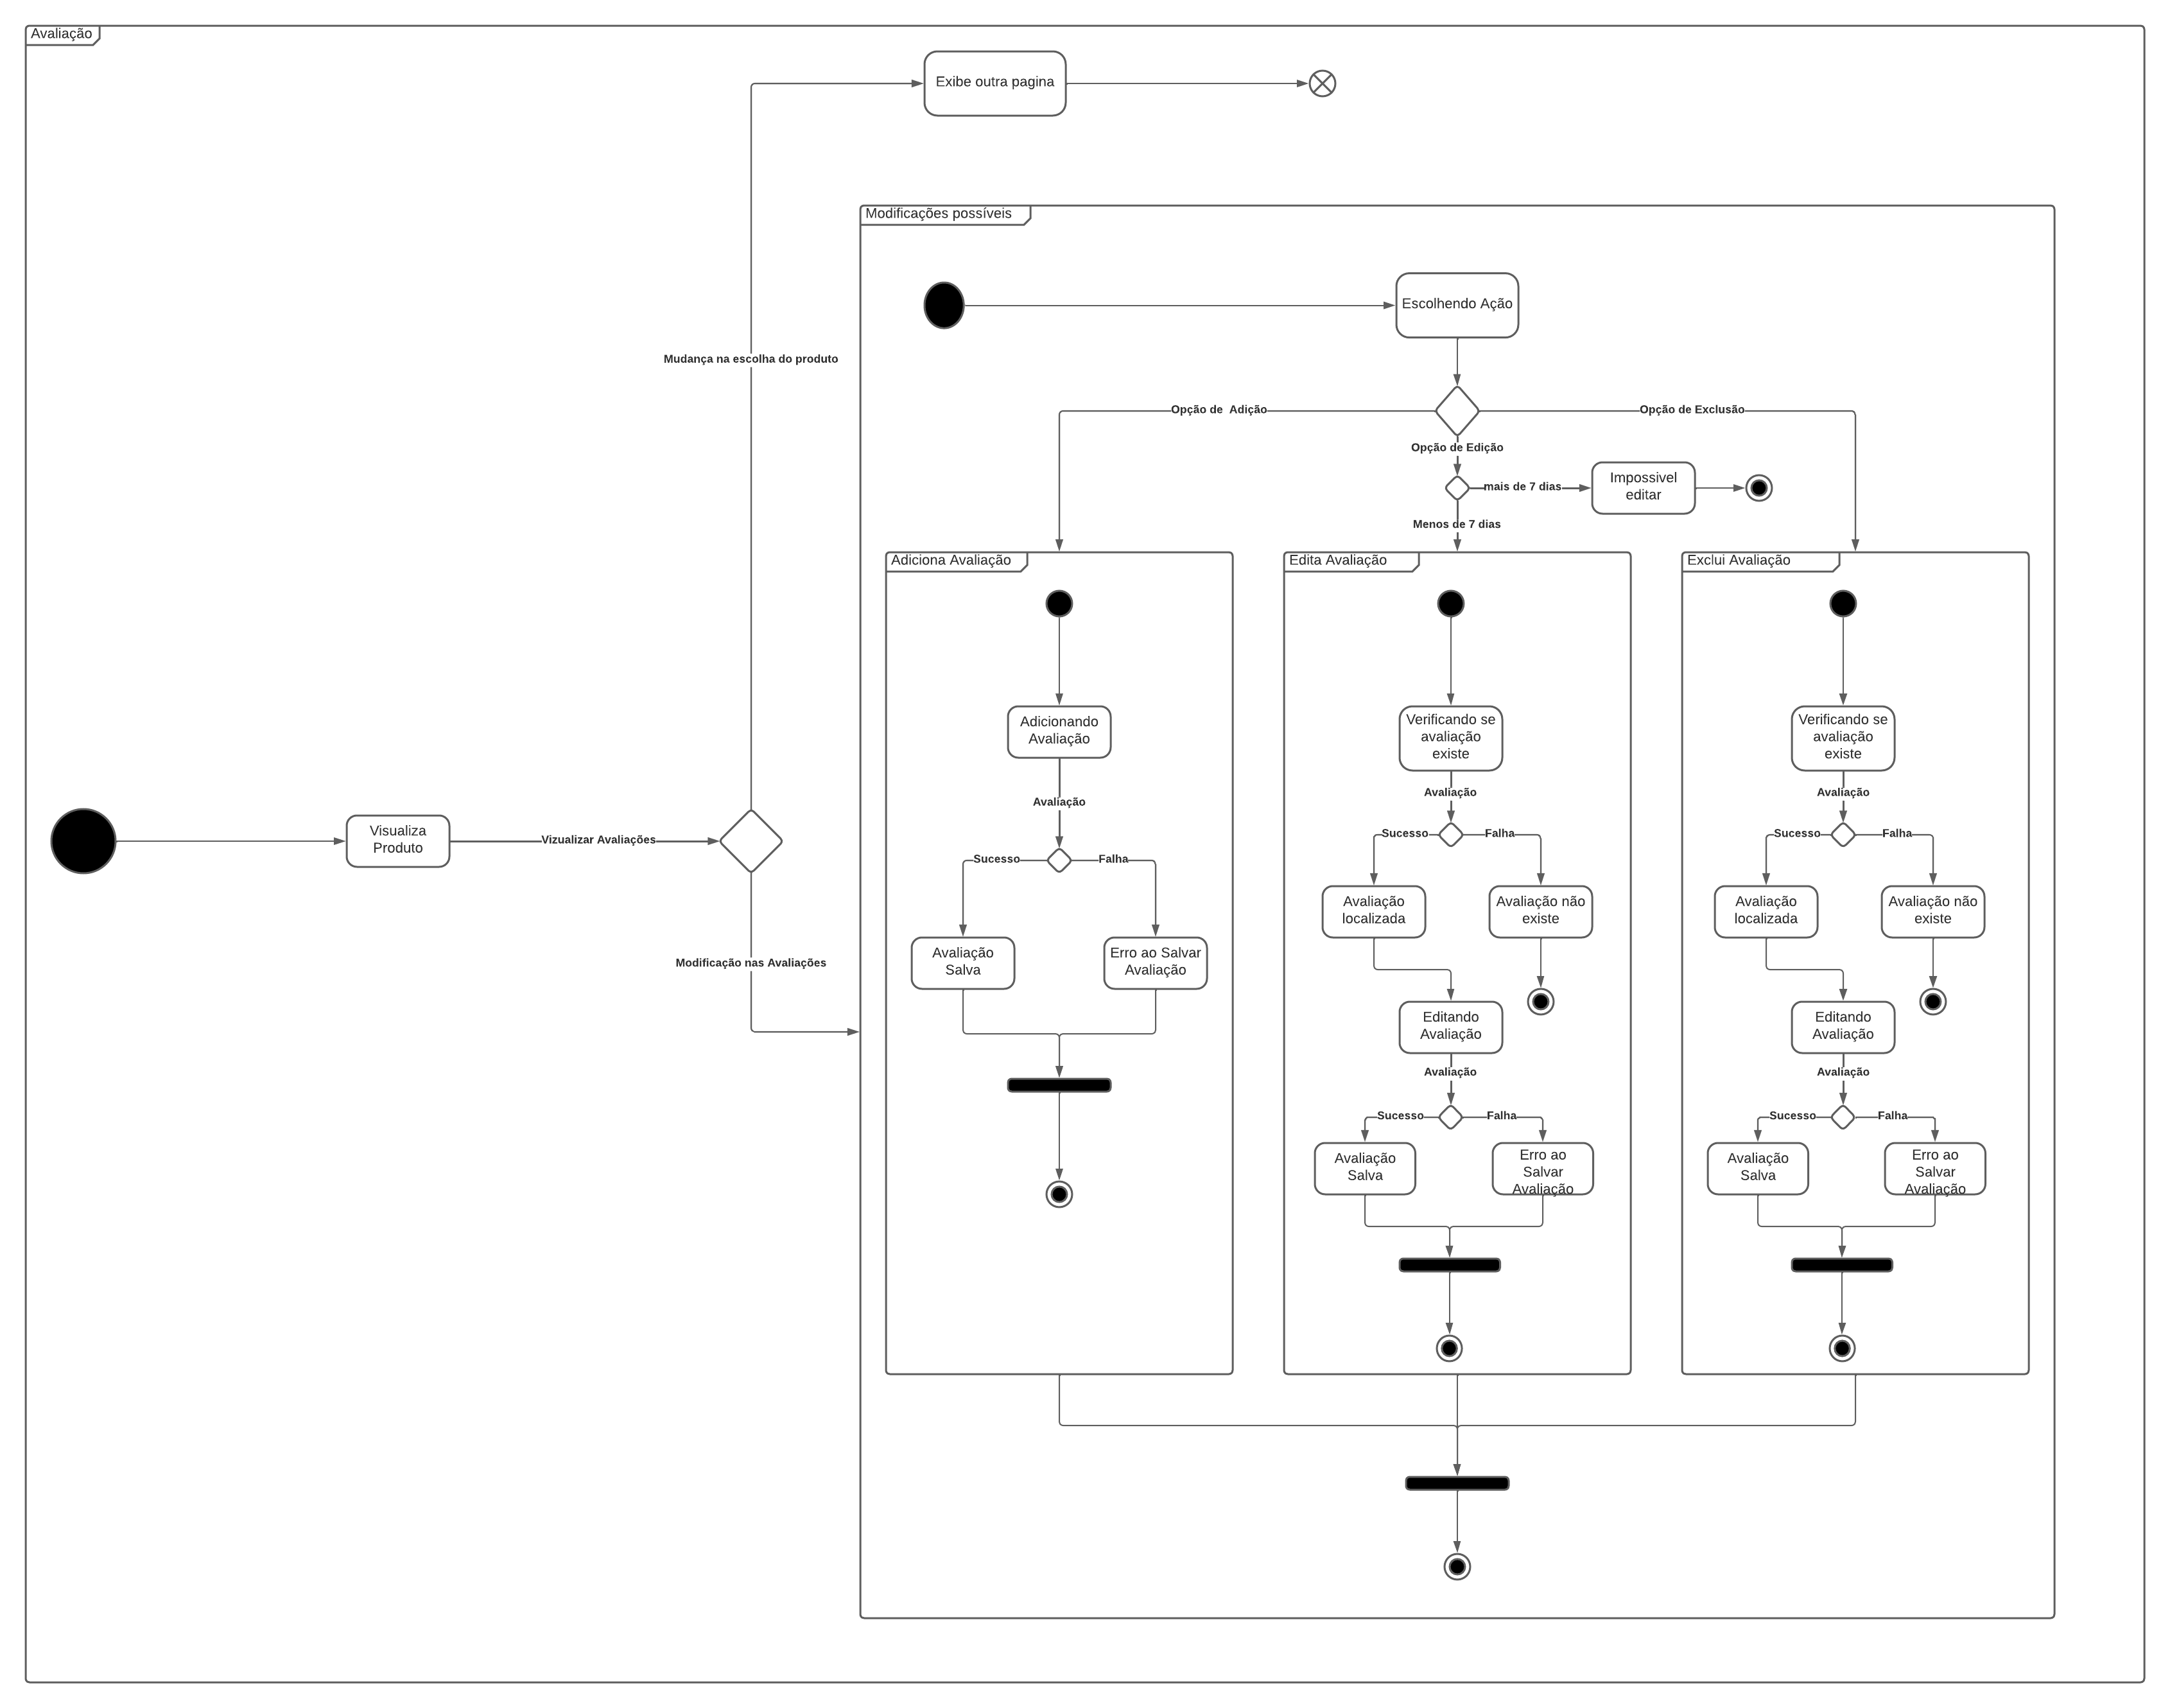 Avaliação
Exibe outra pagina
Modificações possíveis
Escolhendo Ação
Mudança na escolha do produto
Opção de  Adição
Opção de Exclusão
Opção de Edição
mais de 7 dias
Impossivel
editar
Menos de 7 dias
Adiciona Avaliação
Edita Avaliação
Exclui Avaliação
Adicionando
Avaliação
Avaliação
Sucesso
Falha
Avaliação
Salva
Erro ao Salvar
Avaliação
Verificando se
avaliação
existe
Avaliação
Sucesso
Falha
Avaliação
localizada
Avaliação não
existe
Editando
Avaliação
Avaliação
Sucesso
Falha
Avaliação
Salva
Erro ao
Salvar
Avaliação
Verificando se
avaliação
existe
Avaliação
Sucesso
Falha
Avaliação
localizada
Avaliação não
existe
Editando
Avaliação
Avaliação
Sucesso
Falha
Avaliação
Salva
Erro ao
Salvar
Avaliação
Visualiza
Produto
Vizualizar Avaliações
Modificação nas Avaliações